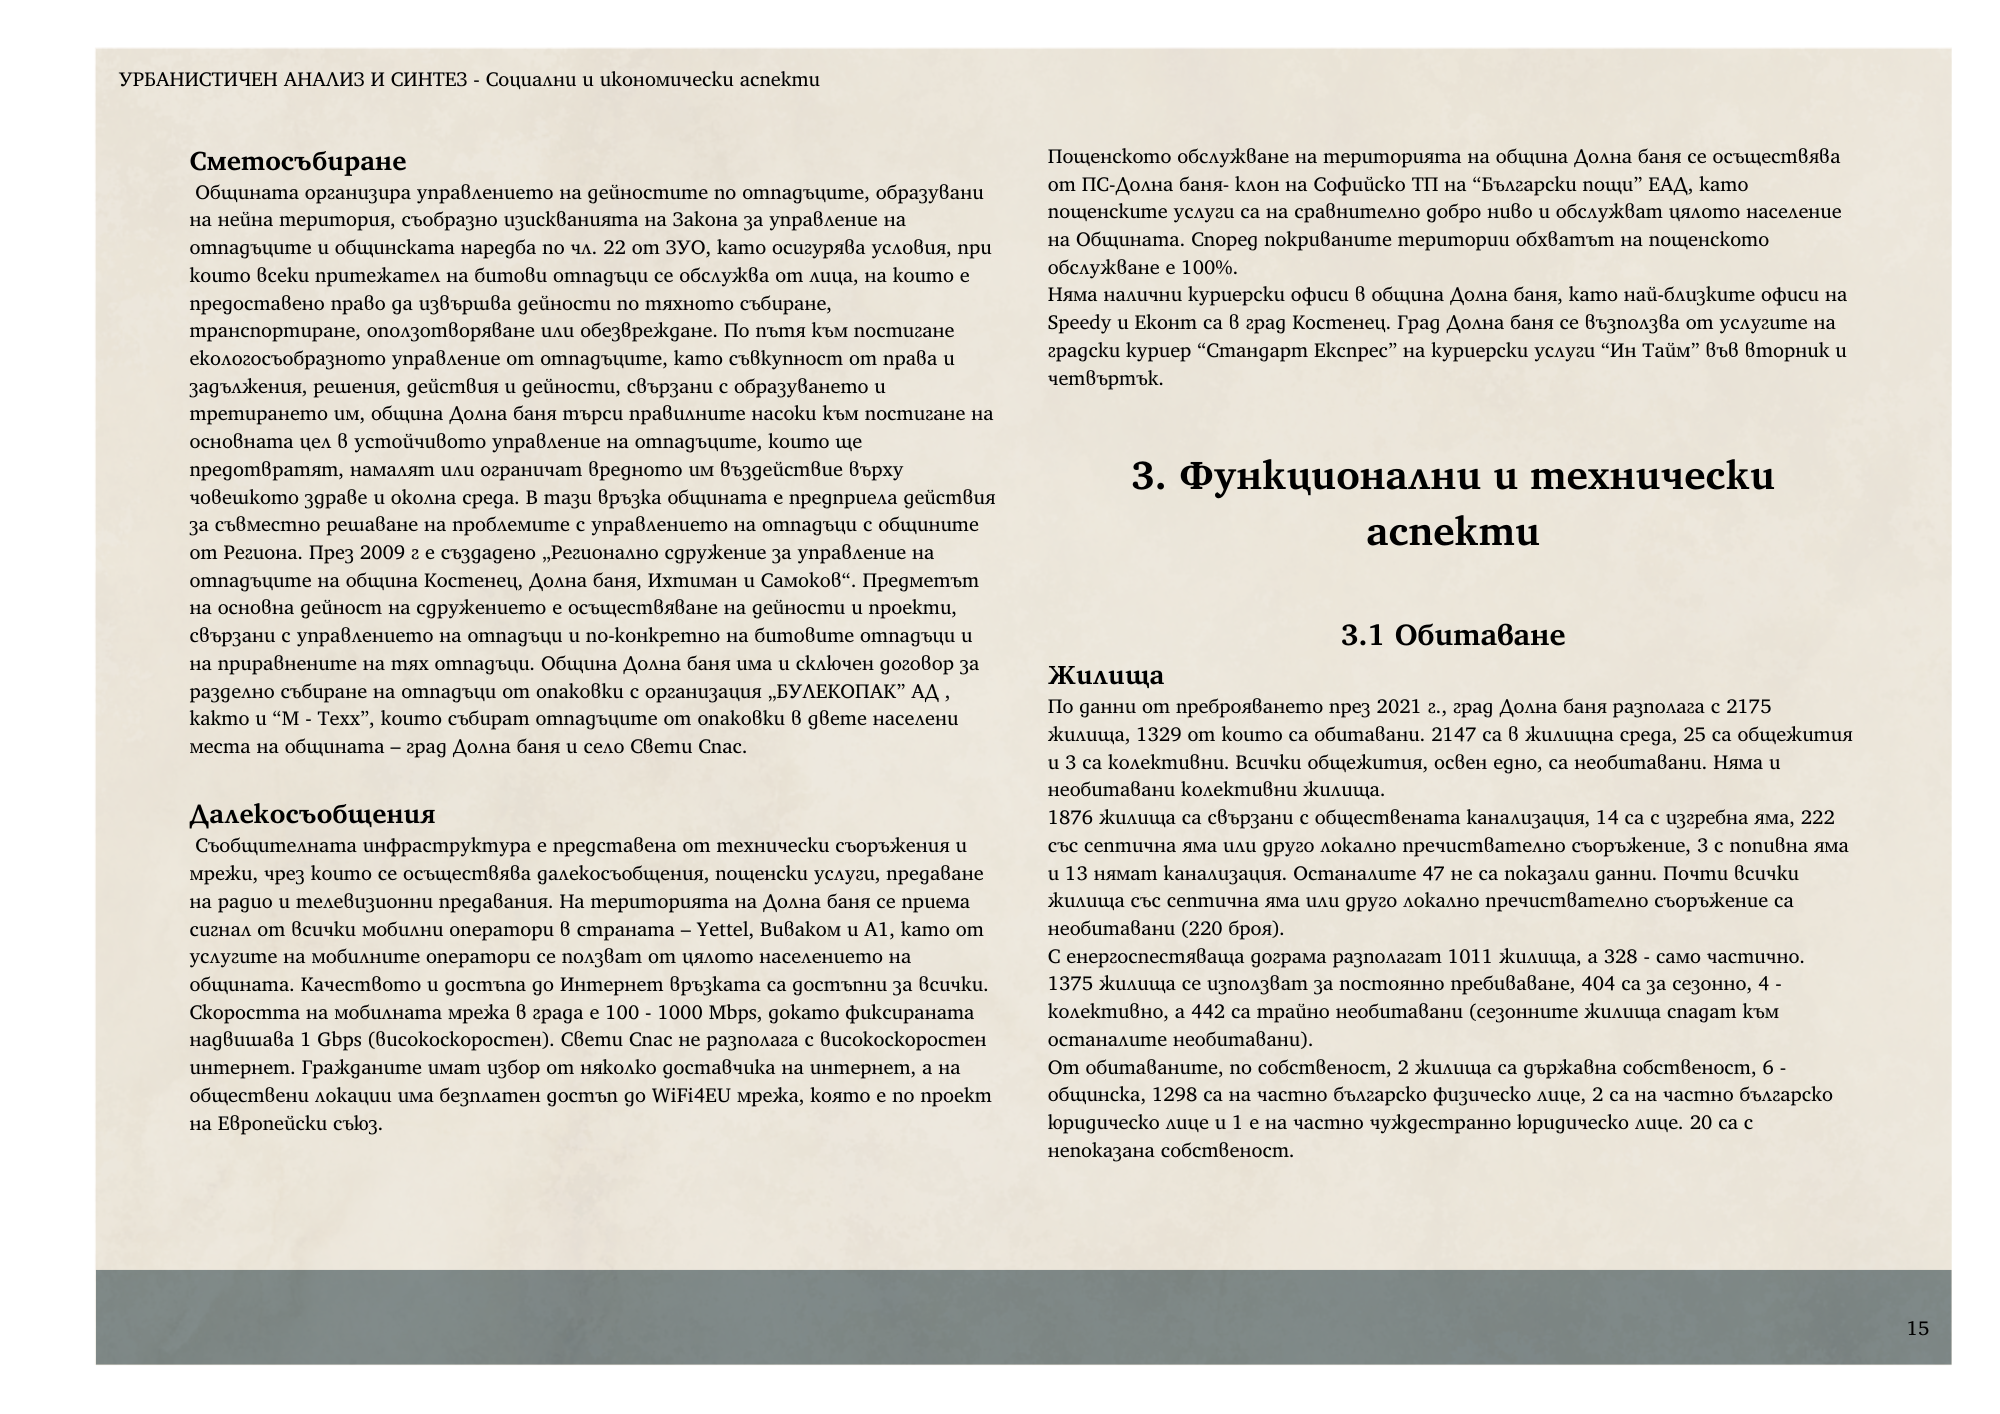 УРБАНИСТИЧЕН АНАЛИЗ И СИНТЕЗ - Социални и икономически аспекти
Сметосъбиране
Общината организира управлението на дейностите по отпадъците, образувани
на нейна територия, съобразно изискванията на Закона за управление на
отпадъците и общинската наредба по чл. 22 от ЗУО, като осигурява условия, при
които всеки притежател на битови отпадъци се обслужва от лица, на които е
предоставено право да извършва дейности по тяхното събиране,
транспортиране, оползотворяване или обезвреждане. По пътя към постигане
екологосъобразното управление от отпадъците, като съвкупност от права и
задължения, решения, действия и дейности, свързани с образуването и
третирането им, община Долна баня търси правилните насоки към постигане на
основната цел в устойчивото управление на отпадъците, които ще
предотвратят, намалят или ограничат вредното им въздействие върху
човешкото здраве и околна среда. В тази връзка общината е предприела действия
за съвместно решаване на проблемите с управлението на отпадъци с общините
от Региона. През 2009 г е създадено „Регионално сдружение за управление на
отпадъците на община Костенец, Долна баня, Ихтиман и Самоков“. Предметът
на основна дейност на сдружението е осъществяване на дейности и проекти,
свързани с управлението на отпадъци и по-конкретно на битовите отпадъци и
на приравнените на тях отпадъци. Община Долна баня има и сключен договор за
разделно събиране на отпадъци от опаковки с организация „БУЛЕКОПАК” АД ,
както и “М - Техх”, които събират отпадъците от опаковки в двете населени
места на общината – град Долна баня и село Свети Спас.
Далекосъобщения
Съобщителната инфраструктура е представена от технически съоръжения и
мрежи, чрез които се осъществява далекосъобщения, пощенски услуги, предаване
на радио и телевизионни предавания. На територията на Долна баня се приема
сигнал от всички мобилни оператори в страната – Yettel, Виваком и А1, като от
услугите на мобилните оператори се ползват от цялото населението на
общината. Качеството и достъпа до Интернет връзката са достъпни за всички.
Скоростта на мобилната мрежа в града е 100 - 1000 Mbps, докато фиксираната
надвишава 1 Gbps (високоскоростен). Свети Спас не разполага с високоскоростен
интернет. Гражданите имат избор от няколко доставчика на интернет, а на
обществени локации има безплатен достъп до WiFi4EU мрежа, която е по проект
на Европейски съюз.
Пощенското обслужване на територията на община Долна баня се осъществява
от ПС-Долна баня- клон на Софийско ТП на “Български пощи” ЕАД, като
пощенските услуги са на сравнително добро ниво и обслужват цялото население
на Общината. Според покриваните територии обхватът на пощенското
обслужване е 100%.
Няма налични куриерски офиси в община Долна баня, като най-близките офиси на
Speedy и Еконт са в град Костенец. Град Долна баня се възползва от услугите на
градски куриер “Стандарт Експрес” на куриерски услуги “Ин Тайм” във вторник и
четвъртък.
3. Функционални и технически
аспекти
3.1 Обитаване
Жилища
По данни от преброяването през 2021 г., град Долна баня разполага с 2175
жилища, 1329 от които са обитавани. 2147 са в жилищна среда, 25 са общежития
и 3 са колективни. Всички общежития, освен едно, са необитавани. Няма и
необитавани колективни жилища.
1876 жилища са свързани с обществената канализация, 14 са с изгребна яма, 222
със септична яма или друго локално пречиствателно съоръжение, 3 с попивна яма
и 13 нямат канализация. Останалите 47 не са показали данни. Почти всички
жилища със септична яма или друго локално пречиствателно съоръжение са
необитавани (220 броя).
С енергоспестяваща дограма разполагат 1011 жилища, а 328 - само частично.
1375 жилища се използват за постоянно пребиваване, 404 са за сезонно, 4 -
колективно, а 442 са трайно необитавани (сезонните жилища спадат към
останалите необитавани).
От обитаваните, по собственост, 2 жилища са държавна собственост, 6 -
общинска, 1298 са на частно българско физическо лице, 2 са на частно българско
юридическо лице и 1 е на частно чуждестранно юридическо лице. 20 са с
непоказана собственост.
15